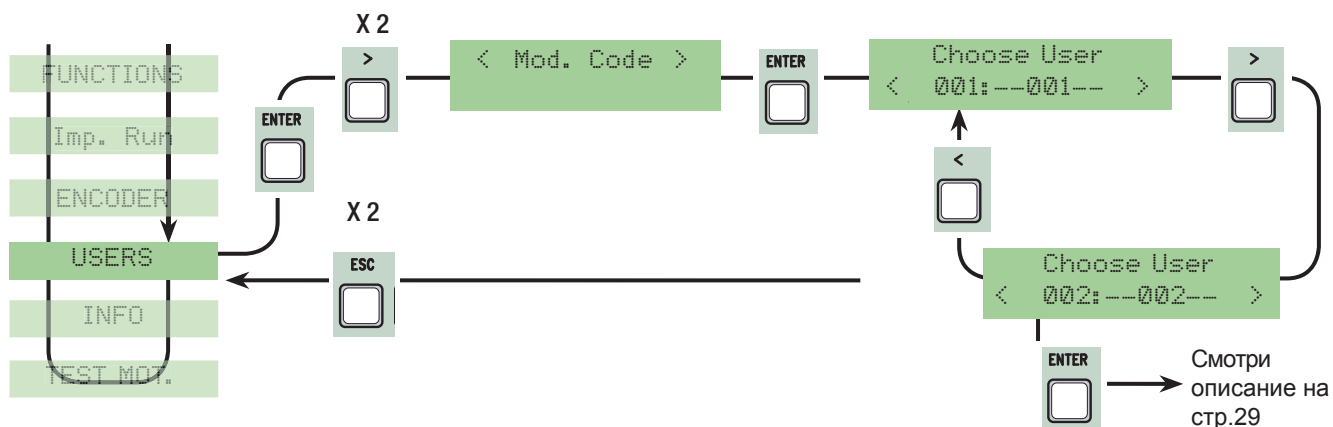 X 2
>
< Mod. Code >
ENTER
Choose User
< 001:--001-- >
>
FUNCTIONS
Imp. Run
ENCODER
USERS
INFO
TEST MOT.
ENTER
X 2
ESC
<
Choose User
< 002:--002-- >
ENTER
Смотри
описание на
стр.29